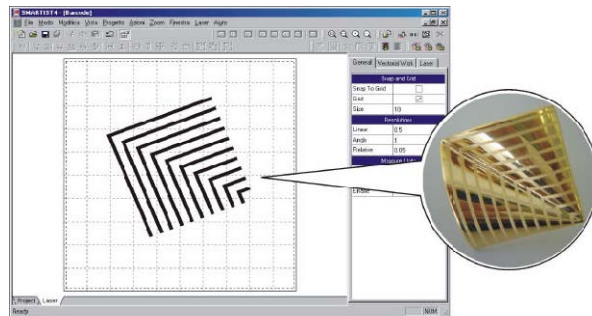 SMARTIST4 - [Barcode]
File Modo Modifica Vista Progetto Azioni Zoom Finestra Laser Aiuto
General Vectorial Work Laser
Snap and Grid
Snap To Grid
Grid
Size 10
Resolutions
Linear 0.5
Angle 1
Relative 0.05
Measure Units
Project Laser
Ready NUM